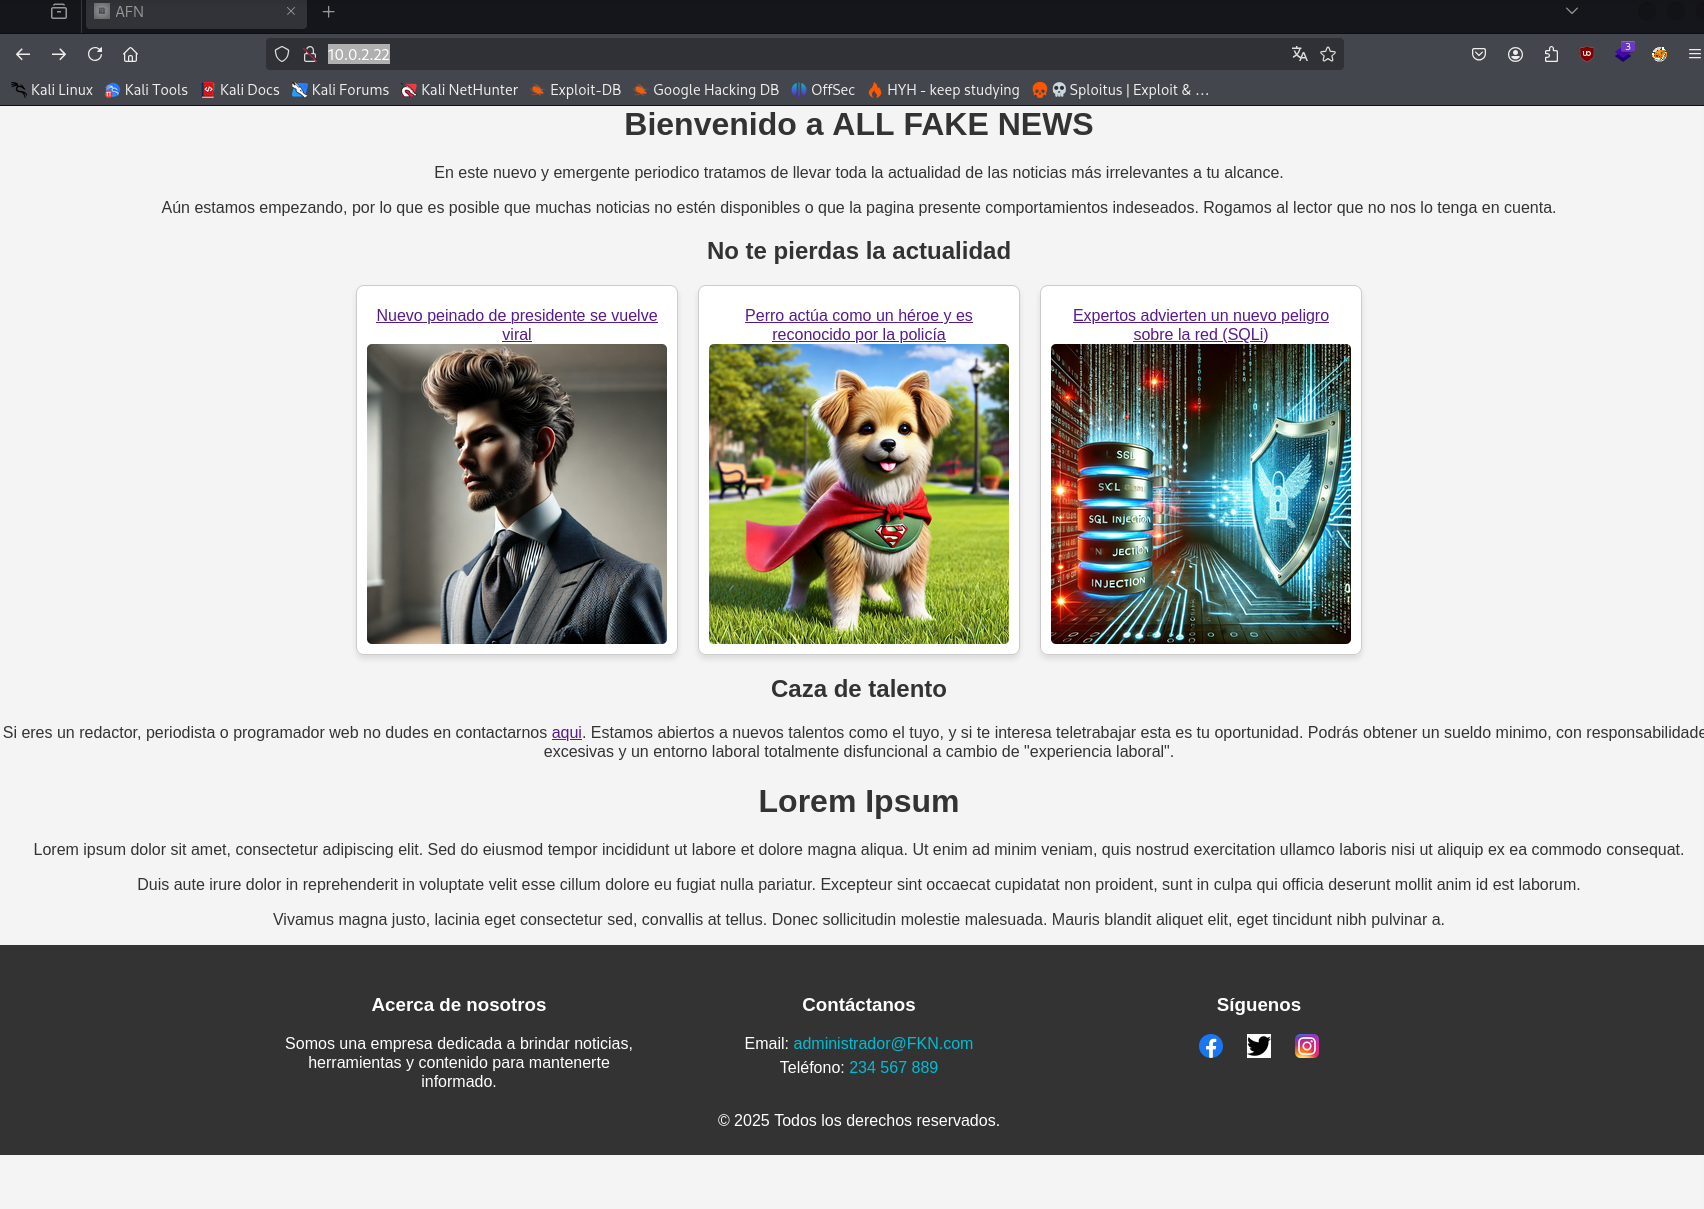 AFN
10.0.2.22
3
Kali Linux Kali Tools Kali Docs Kali Forums Kali NetHunter Exploit-DB Google Hacking DB OffSec HYH - keep studying Sploitus | Exploit & …
Bienvenido a ALL FAKE NEWS
En este nuevo y emergente periodico tratamos de llevar toda la actualidad de las noticias más irrelevantes a tu alcance.
Aún estamos empezando, por lo que es posible que muchas noticias no estén disponibles o que la pagina presente comportamientos indeseados. Rogamos al lector que no nos lo tenga en cuenta.
No te pierdas la actualidad
Nuevo peinado de presidente se vuelve
viral
Perro actúa como un héroe y es
reconocido por la policía
Expertos advierten un nuevo peligro
sobre la red (SQLi)
SGL
SQL INJECTION
JECTION
INJECTION
Caza de talento
Si eres un redactor, periodista o programador web no dudes en contactarnos aqui. Estamos abiertos a nuevos talentos como el tuyo, y si te interesa teletrabajar esta es tu oportunidad. Podrás obtener un sueldo minimo, con responsabilidade
excesivas y un entorno laboral totalmente disfuncional a cambio de "experiencia laboral".
Lorem Ipsum
Lorem ipsum dolor sit amet, consectetur adipiscing elit. Sed do eiusmod tempor incididunt ut labore et dolore magna aliqua. Ut enim ad minim veniam, quis nostrud exercitation ullamco laboris nisi ut aliquip ex ea commodo consequat.
Duis aute irure dolor in reprehenderit in voluptate velit esse cillum dolore eu fugiat nulla pariatur. Excepteur sint occaecat cupidatat non proident, sunt in culpa qui officia deserunt mollit anim id est laborum.
Vivamus magna justo, lacinia eget consectetur sed, convallis at tellus. Donec sollicitudin molestie malesuada. Mauris blandit aliquet elit, eget tincidunt nibh pulvinar a.
Acerca de nosotros
Somos una empresa dedicada a brindar noticias,
herramientas y contenido para mantenerte
informado.
Contáctanos
Email: administrador@FKN.com
Teléfono: 234 567 889
Síguenos
© 2025 Todos los derechos reservados.